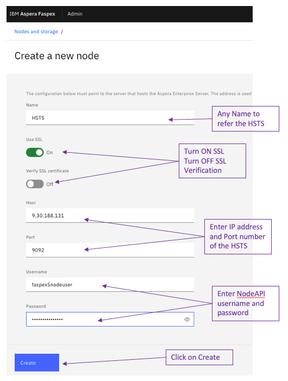 IBM Aspera Faspex Admin
Nodes and storage /
Create a new node
The configuration below must point to the server that hosts the Aspera Enterprise Server. The address is used
Name
HSTS
Any Name to
refer the HSTS
Use SSL
On
Turn ON SSL
Turn OFF SSL
Verification
Verify SSL certificate
Off
Host
9.30.188.131
Enter IP address
and Port number
of the HSTS
Port
9092
Username
faspex5nodeuser
Enter NodeAPI
username and
password
Password
Create
Click on Create